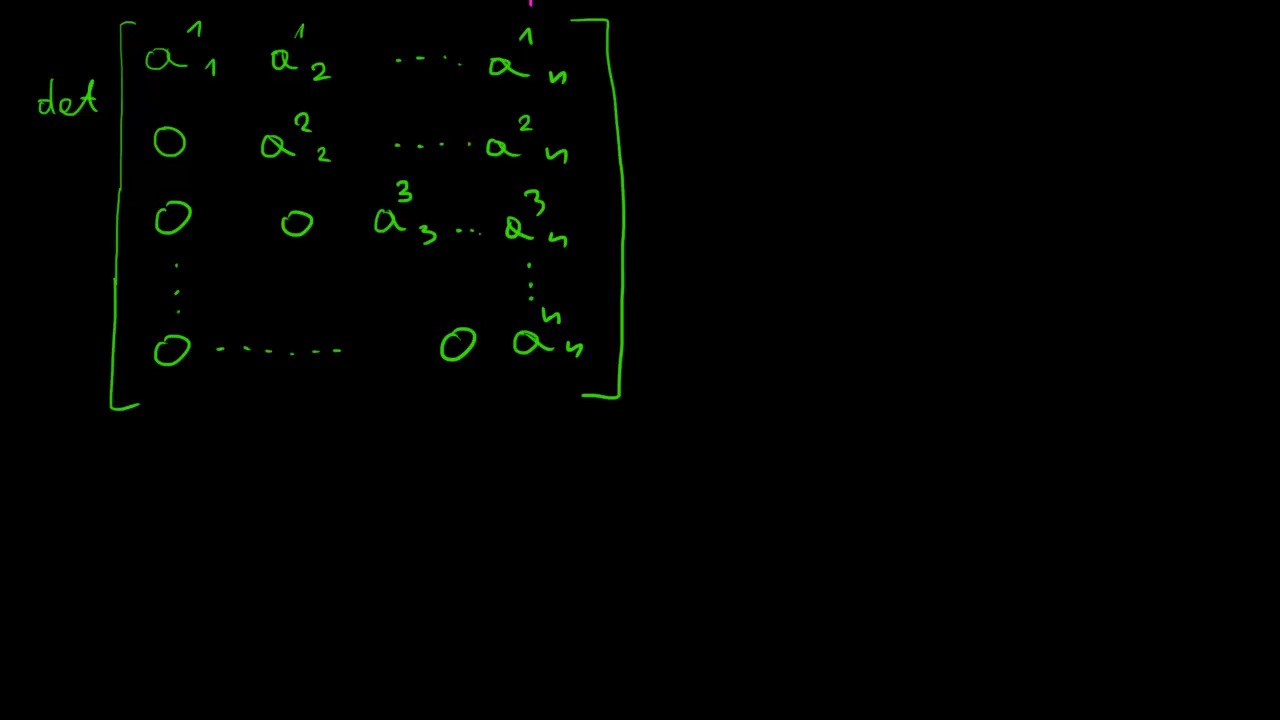 det [ a¹₁ a¹₂ .... a¹ₙ ]
0 a²₂ .... a²ₙ
0 0 a³₃ ... a³ₙ
⋮ ⋮
0 ...... 0 aⁿₙ